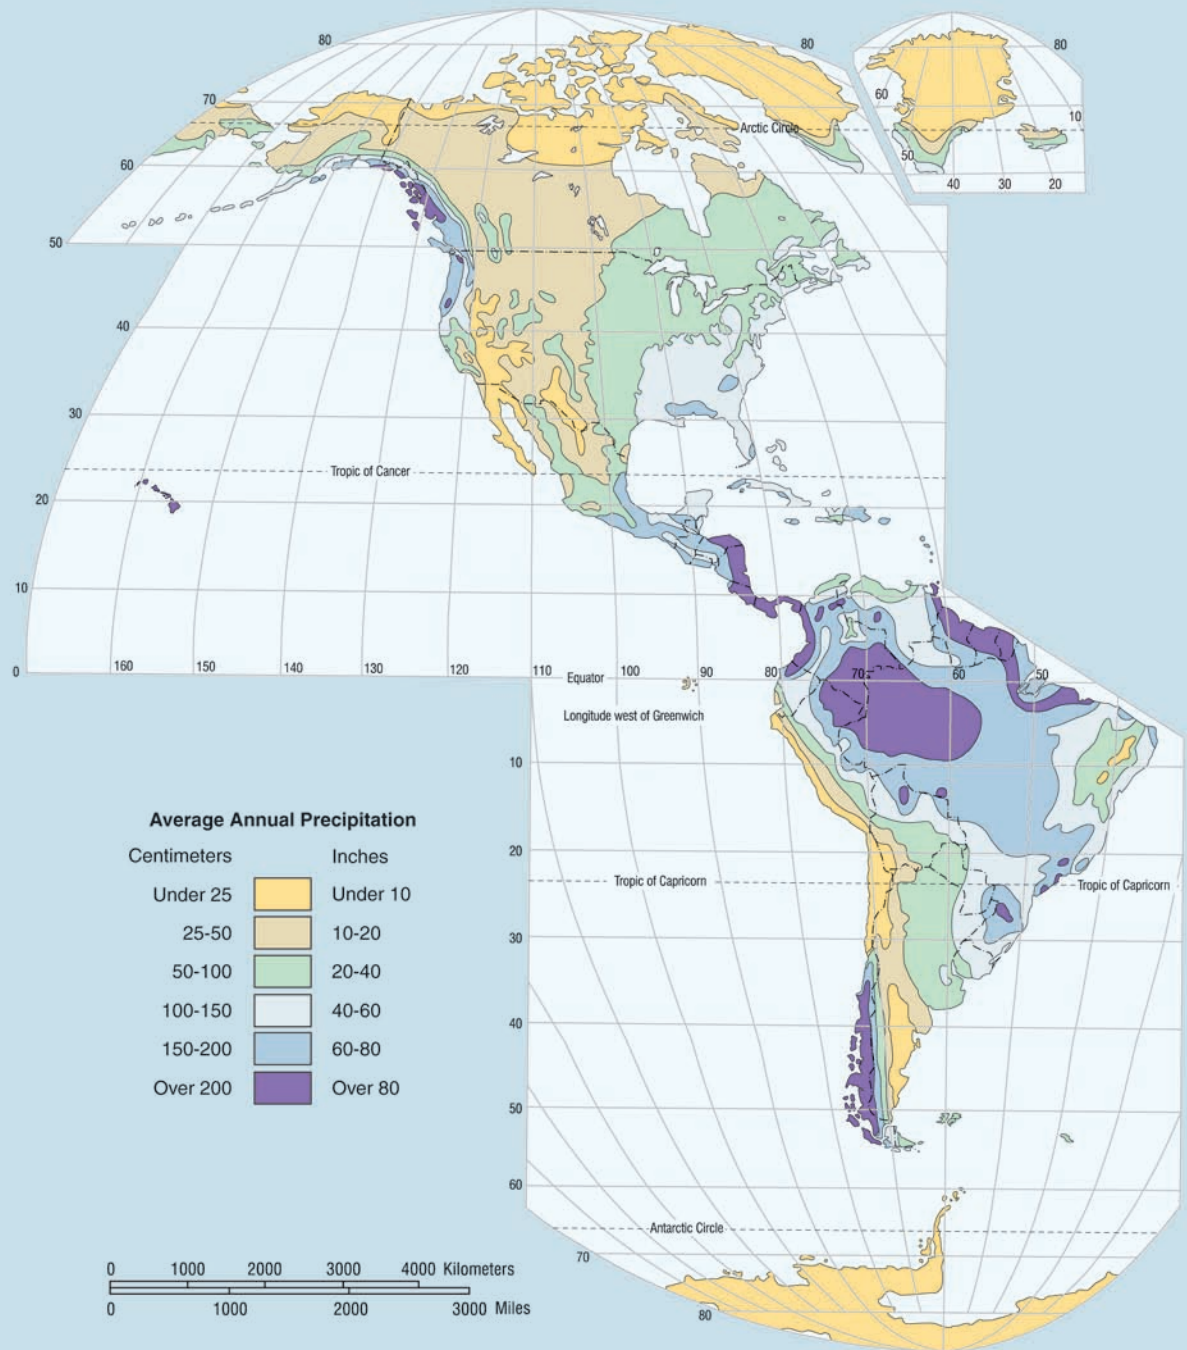 80
80
80
70
60
10
Arctic Circle
60
50
40
30
20
50
40
30
Tropic of Cancer
20
10
0
160
150
140
130
120
110
100
90
80
70
60
50
Equator
Longitude west of Greenwich
10
Average Annual Precipitation
Centimeters
Inches
Under 25
Under 10
25-50
10-20
50-100
20-40
100-150
40-60
150-200
60-80
Over 200
Over 80
20
Tropic of Capricorn
Tropic of Capricorn
30
40
50
60
Antarctic Circle
70
80
0 1000 2000 3000 4000 Kilometers
0 1000 2000 3000 Miles